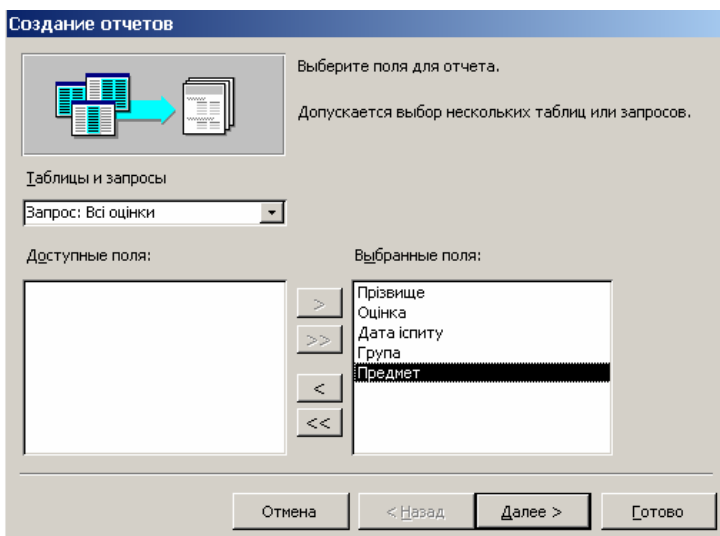 Создание отчетов
Выберите поля для отчета.
Допускается выбор нескольких таблиц или запросов.
Таблицы и запросы
Запрос: Всі оцінки
Доступные поля:
Выбранные поля:
Прізвище
Оцінка
Дата іспиту
Група
Предмет
>
>>
<
<<
Отмена
< Назад
Далее >
Готово